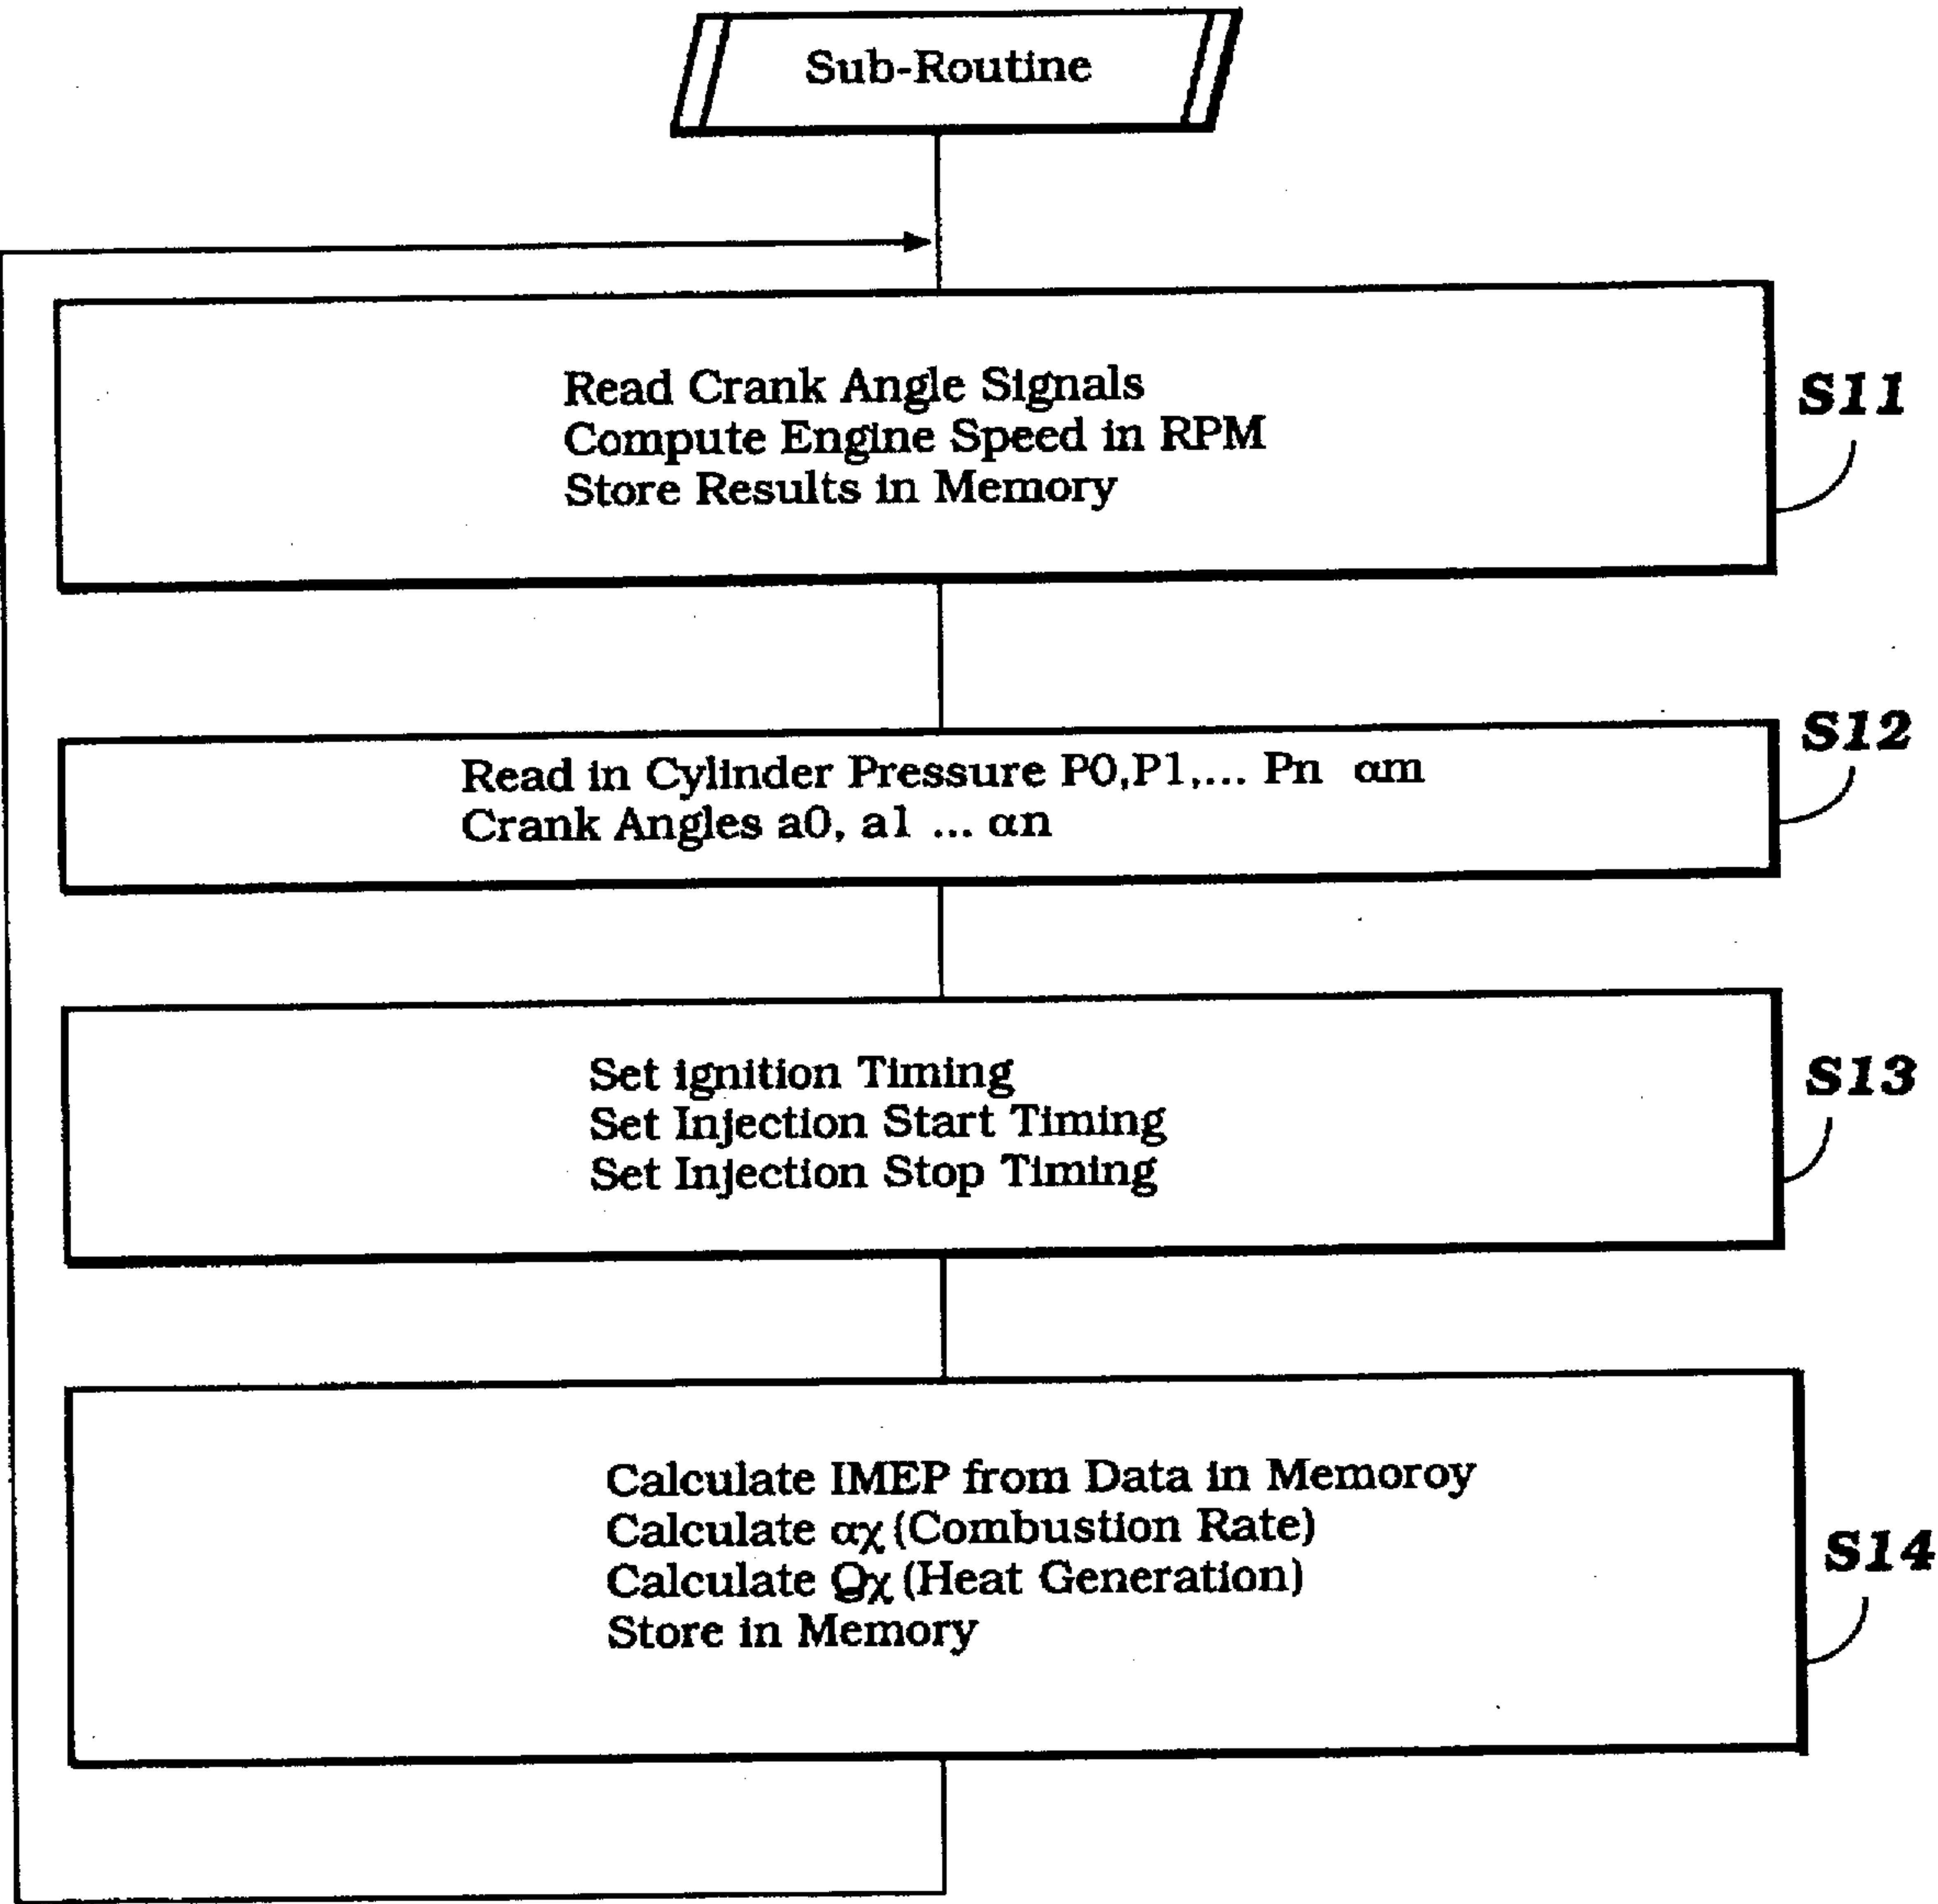 Sub-Routine
Read Crank Angle Signals
Compute Engine Speed in RPM
Store Results in Memory
S11
Read in Cylinder Pressure P0,P1,... Pn αm
Crank Angles a0, a1 ... αn
S12
Set ignition Timing
Set Injection Start Timing
Set Injection Stop Timing
S13
Calculate IMEP from Data in Memoroy
Calculate αχ (Combustion Rate)
Calculate Qχ (Heat Generation)
Store in Memory
S14